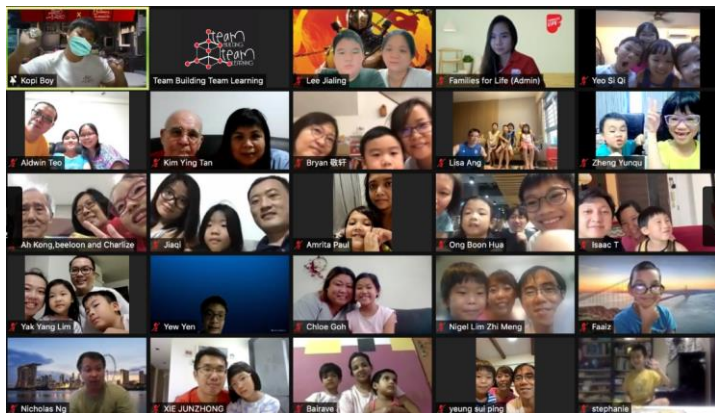 Kopi Boy
team
BUILDING
team
LEARNING
Team Building Team Learning
Lee Jialing
Families for Life (Admin)
Yeo Si Qi
Aldwin Teo
Kim Ying Tan
Bryan 敬轩
Lisa Ang
Zheng Yunqu
Ah Kong,beeloon and Charlize
Jiaqi
Amrita Paul
Ong Boon Hua
Isaac T
Yak Yang Lim
Yew Yen
Chloe Goh
Nigel Lim Zhi Meng
Faaiz
Nicholas Ng
XIE JUNZHONG
Bairave
yeung sui ping
stephanie